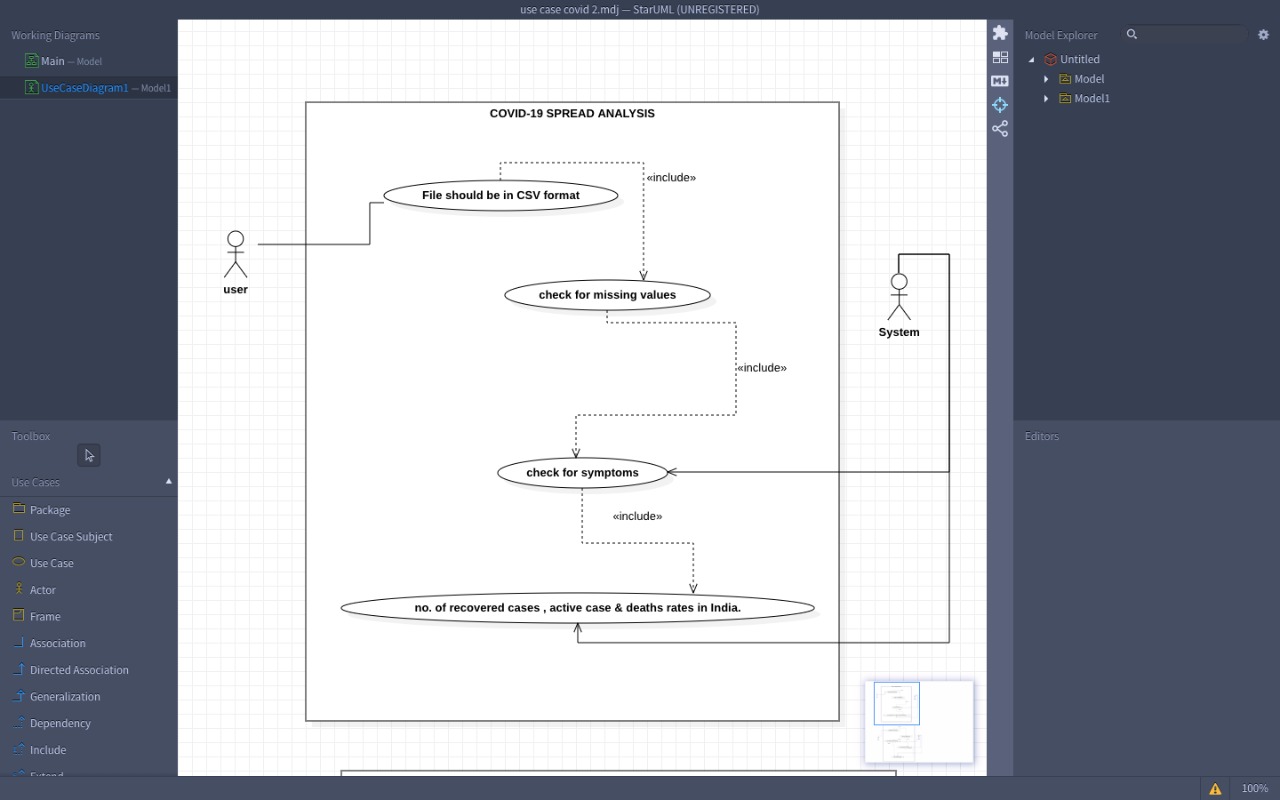 use case covid 2.mdj — StarUML (UNREGISTERED)
Working Diagrams
Main — Model
UseCaseDiagram1 — Model1
Toolbox
Use Cases
Package
Use Case Subject
Use Case
Actor
Frame
Association
Directed Association
Generalization
Dependency
Include
Extend
COVID-19 SPREAD ANALYSIS
«include»
File should be in CSV format
user
check for missing values
System
«include»
check for symptoms
«include»
no. of recovered cases , active case & deaths rates in India.
M
Model Explorer
Untitled
Model
Model1
Editors
100%